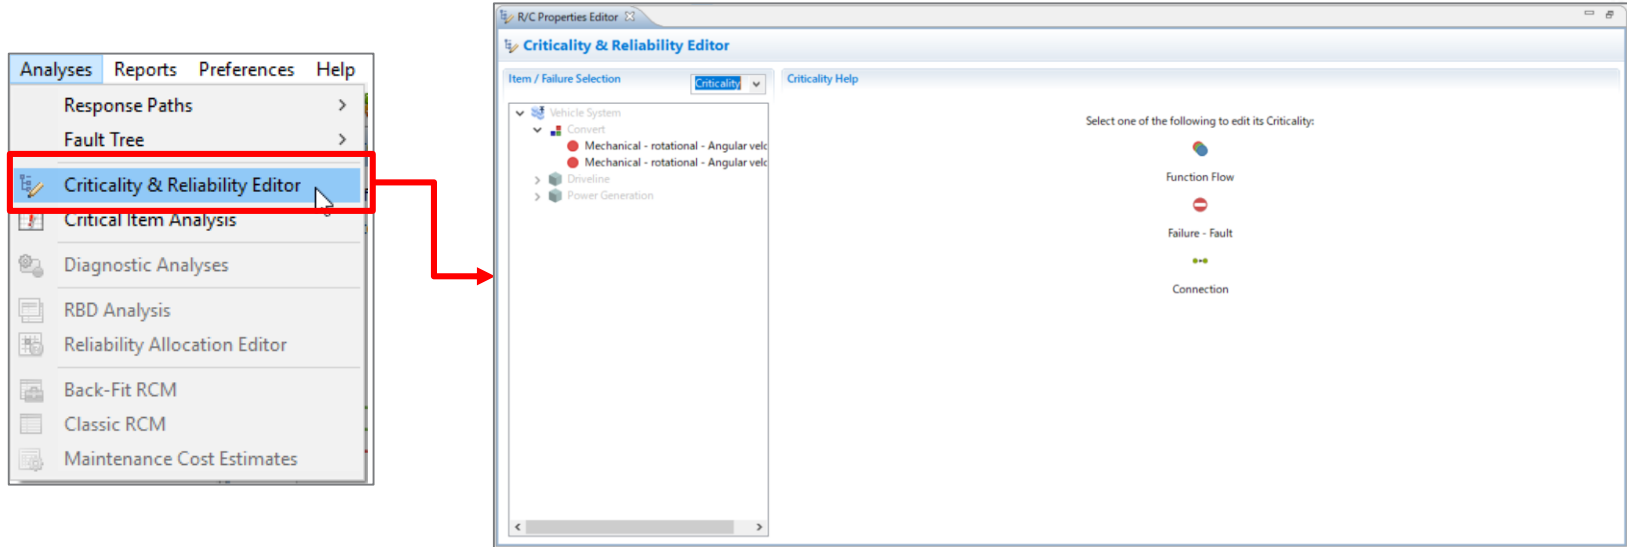 Analyses Reports Preferences Help
Response Paths
Fault Tree
Criticality & Reliability Editor
Critical Item Analysis
Diagnostic Analyses
RBD Analysis
Reliability Allocation Editor
Back-Fit RCM
Classic RCM
Maintenance Cost Estimates
R/C Properties Editor
Criticality & Reliability Editor
Item / Failure Selection
Criticality
Vehicle System
Convert
Mechanical - rotational - Angular velc
Mechanical - rotational - Angular velc
Driveline
Power Generation
Criticality Help
Select one of the following to edit its Criticality:
Function Flow
Failure - Fault
Connection